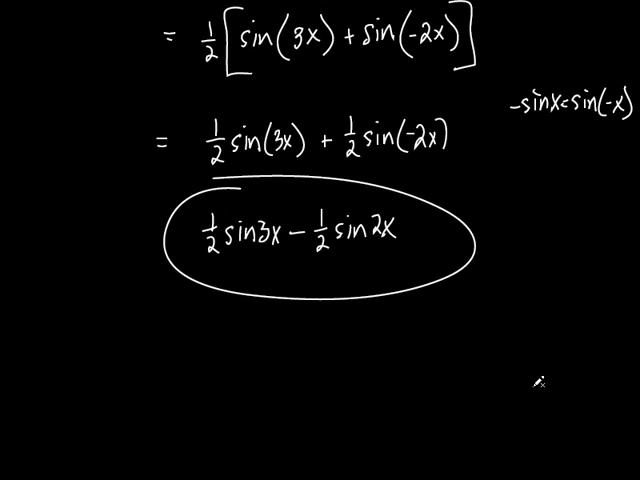 = 1/2 [sin(3x) + sin(-2x)]
-sinx = sin(-x)
= 1/2 sin(3x) + 1/2 sin(-2x)
1/2 sin3x - 1/2 sin2x